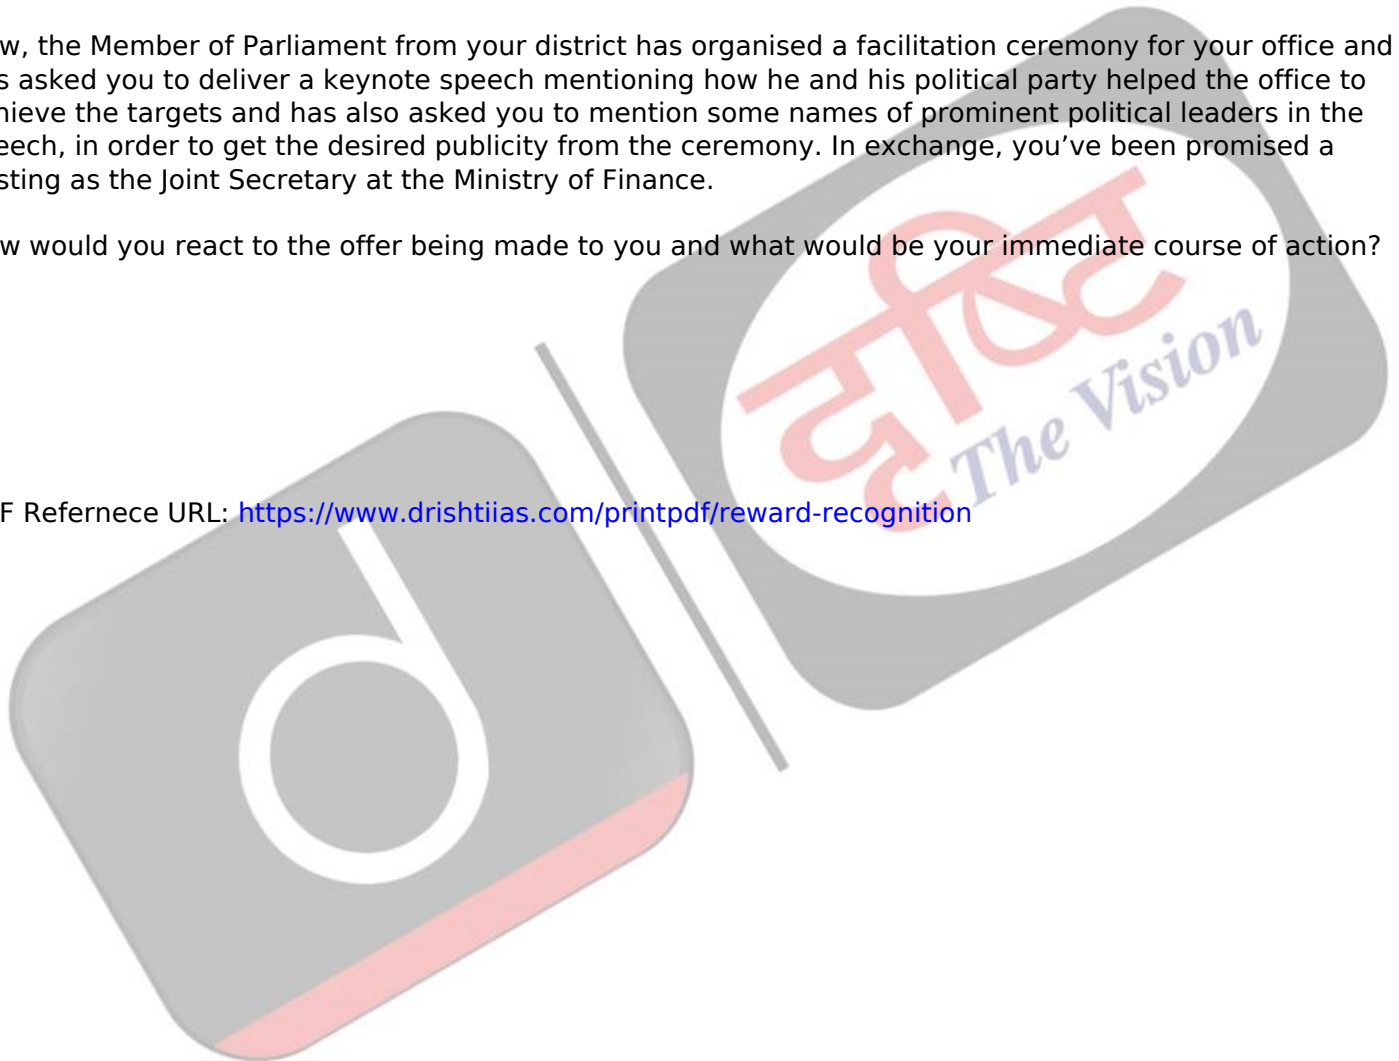 w, the Member of Parliament from your district has organised a facilitation ceremony for your office and
s asked you to deliver a keynote speech mentioning how he and his political party helped the office to
hieve the targets and has also asked you to mention some names of prominent political leaders in the
eech, in order to get the desired publicity from the ceremony. In exchange, you’ve been promised a
sting as the Joint Secretary at the Ministry of Finance.
w would you react to the offer being made to you and what would be your immediate course of action?
दृष्टि
The Vision
F Refernece URL: https://www.drishtiias.com/printpdf/reward-recognition